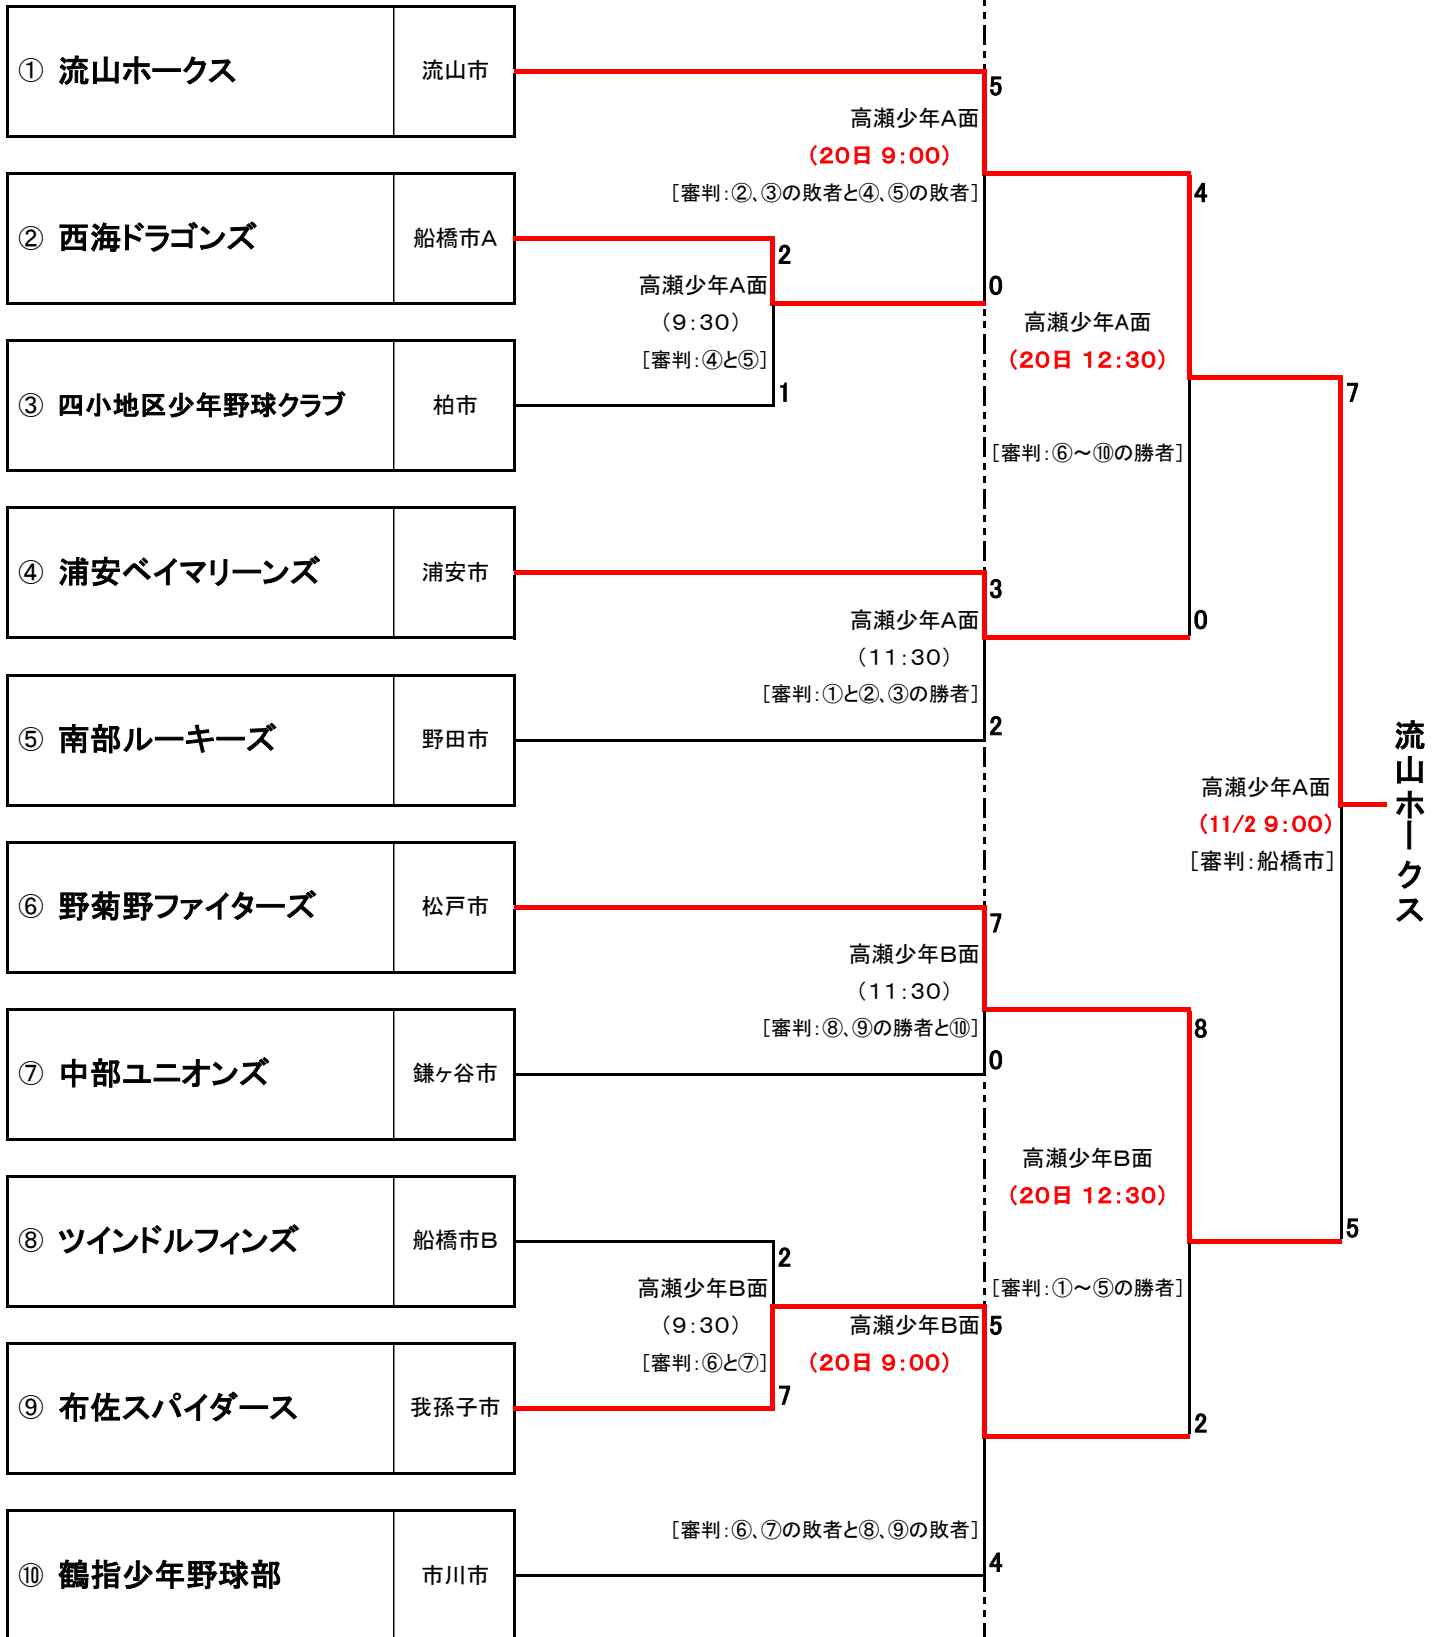 ① 流山ホークス 流山市
5
高瀬少年A面
(20日 9:00)
[審判:②、③の敗者と④、⑤の敗者]
4
② 西海ドラゴンズ 船橋市A
2
高瀬少年A面
(9:30)
[審判:④と⑤]
0
高瀬少年A面
(20日 12:30)
③ 四小地区少年野球クラブ 柏市
1
7
[審判:⑥～⑩の勝者]
④ 浦安ベイマリーンズ 浦安市
3
高瀬少年A面
(11:30)
[審判:①と②、③の勝者]
0
⑤ 南部ルーキーズ 野田市
2
高瀬少年A面
(11/2 9:00)
[審判:船橋市]
流山ホークス
⑥ 野菊野ファイターズ 松戸市
7
高瀬少年B面
(11:30)
[審判:⑧、⑨の勝者と⑩]
8
⑦ 中部ユニオンズ 鎌ヶ谷市
0
高瀬少年B面
(20日 12:30)
⑧ ツインドルフィンズ 船橋市B
2
5
高瀬少年B面
(9:30)
[審判:⑥と⑦]
[審判:①～⑤の勝者]
高瀬少年B面
(20日 9:00)
5
⑨ 布佐スパイダース 我孫子市
7
2
[審判:⑥、⑦の敗者と⑧、⑨の敗者]
⑩ 鶴指少年野球部 市川市
4